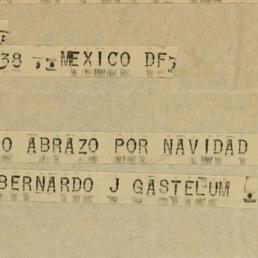 38 MEXICO DF
O ABRAZO POR NAVIDAD
BERNARDO J GASTELUM